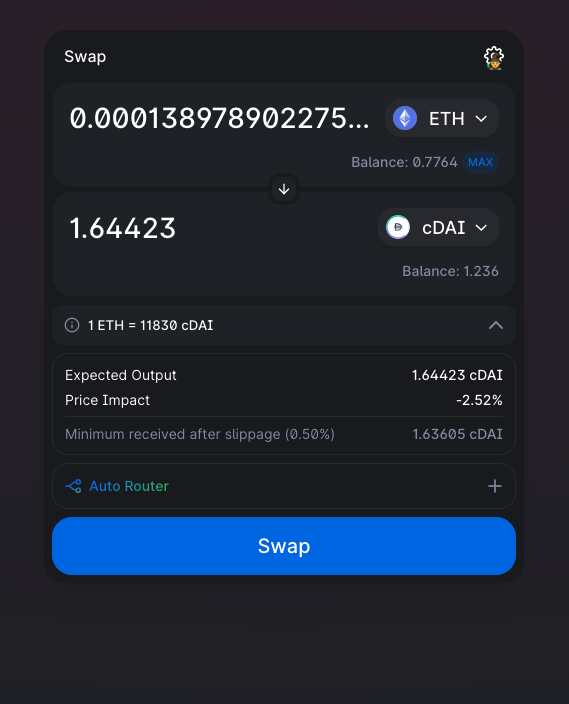 Swap
0.000138978902275...
ETH
Balance: 0.7764 MAX
1.64423
cDAI
Balance: 1.236
1 ETH = 11830 cDAI
Expected Output 1.64423 cDAI
Price Impact -2.52%
Minimum received after slippage (0.50%) 1.63605 cDAI
Auto Router
Swap